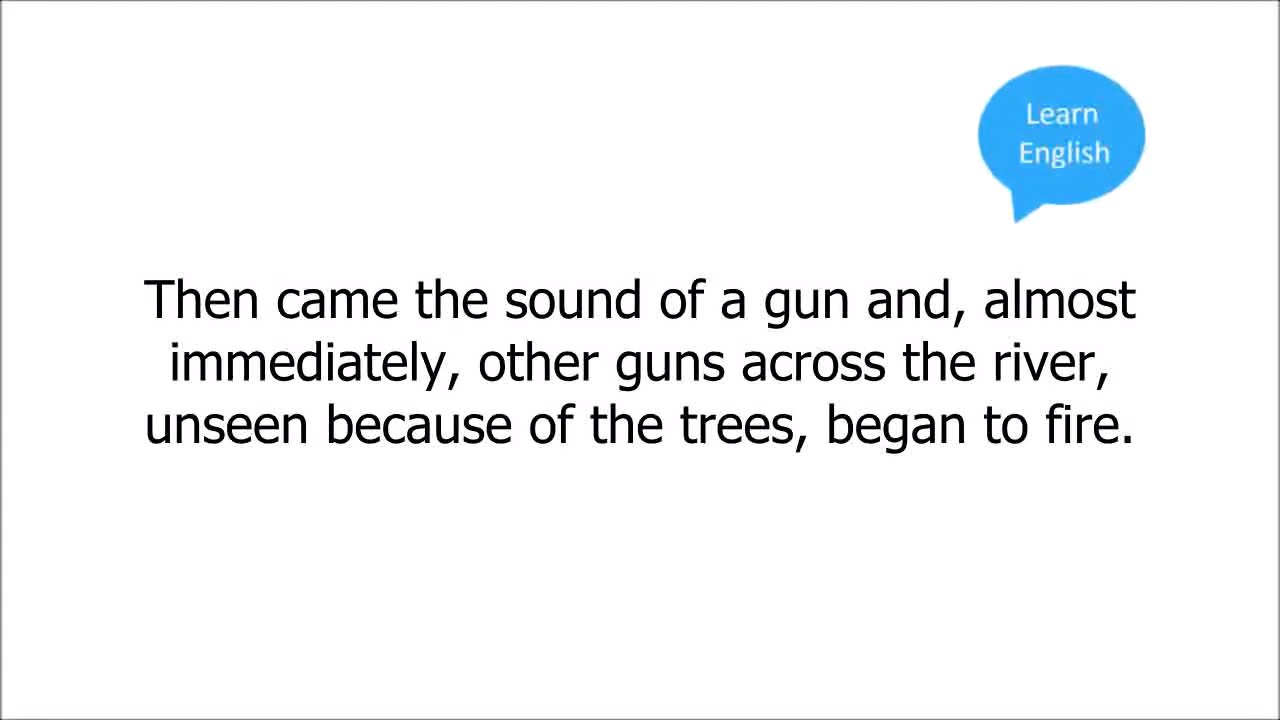 Learn
English
Then came the sound of a gun and, almost
immediately, other guns across the river,
unseen because of the trees, began to fire.